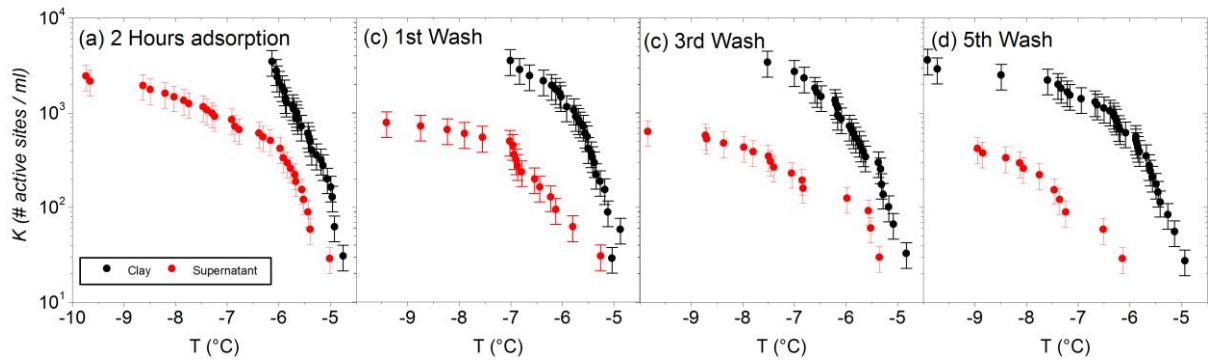 (a) 2 Hours adsorption
(c) 1st Wash
(c) 3rd Wash
(d) 5th Wash
K (# active sites / ml)
10⁴
10³
10²
10¹
Clay Supernatant
-10 -9 -8 -7 -6 -5 -9 -8 -7 -6 -5 -9 -8 -7 -6 -5 -9 -8 -7 -6 -5
T (°C) T (°C) T (°C) T (°C)